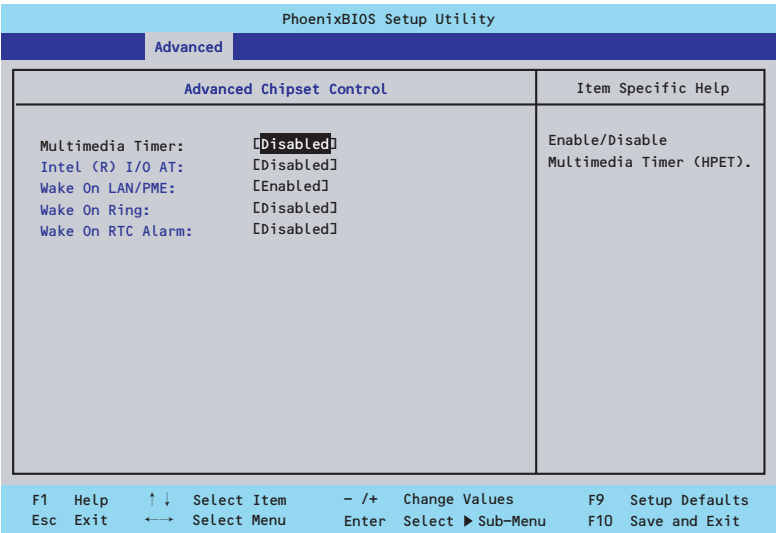 PhoenixBIOS Setup Utility
Advanced
Advanced Chipset Control
Item Specific Help
Multimedia Timer: [Disabled]
Intel (R) I/O AT: [Disabled]
Wake On LAN/PME: [Enabled]
Wake On Ring: [Disabled]
Wake On RTC Alarm: [Disabled]
Enable/Disable
Multimedia Timer (HPET).
F1 Help ↑↓ Select Item - /+ Change Values F9 Setup Defaults
Esc Exit ←→ Select Menu Enter Select ▶ Sub-Menu F10 Save and Exit